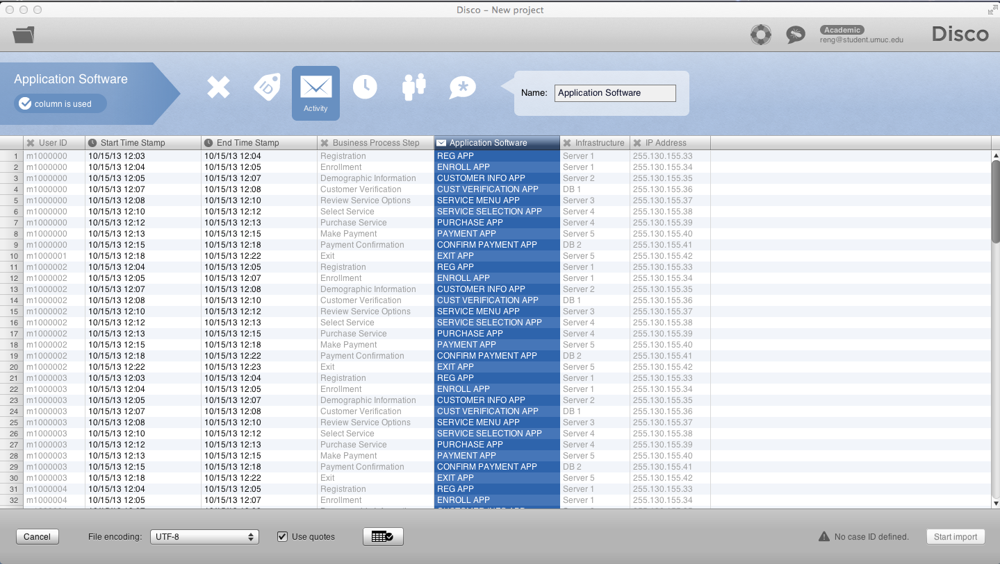 Disco – New project
Academic
reng@student.umuc.edu
Disco
Application Software
column is used
ID
Activity
Name: Application Software
User ID Start Time Stamp End Time Stamp Business Process Step Application Software Infrastructure IP Address
1 m1000000 10/15/13 12:03 10/15/13 12:04 Registration REG APP Server 1 255.130.155.33
2 m1000000 10/15/13 12:04 10/15/13 12:05 Enrollment ENROLL APP Server 1 255.130.155.34
3 m1000000 10/15/13 12:05 10/15/13 12:07 Demographic Information CUSTOMER INFO APP Server 2 255.130.155.35
4 m1000000 10/15/13 12:07 10/15/13 12:08 Customer Verification CUST VERIFICATION APP DB 1 255.130.155.36
5 m1000000 10/15/13 12:08 10/15/13 12:10 Review Service Options SERVICE MENU APP Server 3 255.130.155.37
6 m1000000 10/15/13 12:10 10/15/13 12:12 Select Service SERVICE SELECTION APP Server 4 255.130.155.38
7 m1000000 10/15/13 12:12 10/15/13 12:13 Purchase Service PURCHASE APP Server 4 255.130.155.39
8 m1000000 10/15/13 12:13 10/15/13 12:15 Make Payment PAYMENT APP Server 5 255.130.155.40
9 m1000000 10/15/13 12:15 10/15/13 12:18 Payment Confirmation CONFIRM PAYMENT APP DB 2 255.130.155.41
10 m1000001 10/15/13 12:18 10/15/13 12:22 Exit EXIT APP Server 5 255.130.155.42
11 m1000002 10/15/13 12:04 10/15/13 12:05 Registration REG APP Server 1 255.130.155.33
12 m1000002 10/15/13 12:05 10/15/13 12:07 Enrollment ENROLL APP Server 1 255.130.155.34
13 m1000002 10/15/13 12:07 10/15/13 12:08 Demographic Information CUSTOMER INFO APP Server 2 255.130.155.35
14 m1000002 10/15/13 12:08 10/15/13 12:10 Customer Verification CUST VERIFICATION APP DB 1 255.130.155.36
15 m1000002 10/15/13 12:10 10/15/13 12:12 Review Service Options SERVICE MENU APP Server 3 255.130.155.37
16 m1000002 10/15/13 12:12 10/15/13 12:13 Select Service SERVICE SELECTION APP Server 4 255.130.155.38
17 m1000002 10/15/13 12:13 10/15/13 12:15 Purchase Service PURCHASE APP Server 4 255.130.155.39
18 m1000002 10/15/13 12:15 10/15/13 12:18 Make Payment PAYMENT APP Server 5 255.130.155.40
19 m1000002 10/15/13 12:18 10/15/13 12:22 Payment Confirmation CONFIRM PAYMENT APP DB 2 255.130.155.41
20 m1000002 10/15/13 12:22 10/15/13 12:23 Exit EXIT APP Server 5 255.130.155.42
21 m1000003 10/15/13 12:03 10/15/13 12:04 Registration REG APP Server 1 255.130.155.33
22 m1000003 10/15/13 12:04 10/15/13 12:05 Enrollment ENROLL APP Server 1 255.130.155.34
23 m1000003 10/15/13 12:05 10/15/13 12:07 Demographic Information CUSTOMER INFO APP Server 2 255.130.155.35
24 m1000003 10/15/13 12:07 10/15/13 12:08 Customer Verification CUST VERIFICATION APP DB 1 255.130.155.36
25 m1000003 10/15/13 12:08 10/15/13 12:10 Review Service Options SERVICE MENU APP Server 3 255.130.155.37
26 m1000003 10/15/13 12:10 10/15/13 12:12 Select Service SERVICE SELECTION APP Server 4 255.130.155.38
27 m1000003 10/15/13 12:12 10/15/13 12:13 Purchase Service PURCHASE APP Server 4 255.130.155.39
28 m1000003 10/15/13 12:13 10/15/13 12:15 Make Payment PAYMENT APP Server 5 255.130.155.40
29 m1000003 10/15/13 12:15 10/15/13 12:18 Payment Confirmation CONFIRM PAYMENT APP DB 2 255.130.155.41
30 m1000003 10/15/13 12:18 10/15/13 12:22 Exit EXIT APP Server 5 255.130.155.42
31 m1000004 10/15/13 12:04 10/15/13 12:05 Registration REG APP Server 1 255.130.155.33
32 m1000004 10/15/13 12:05 10/15/13 12:07 Enrollment ENROLL APP Server 1 255.130.155.34
Cancel File encoding: UTF-8 Use quotes No case ID defined. Start import